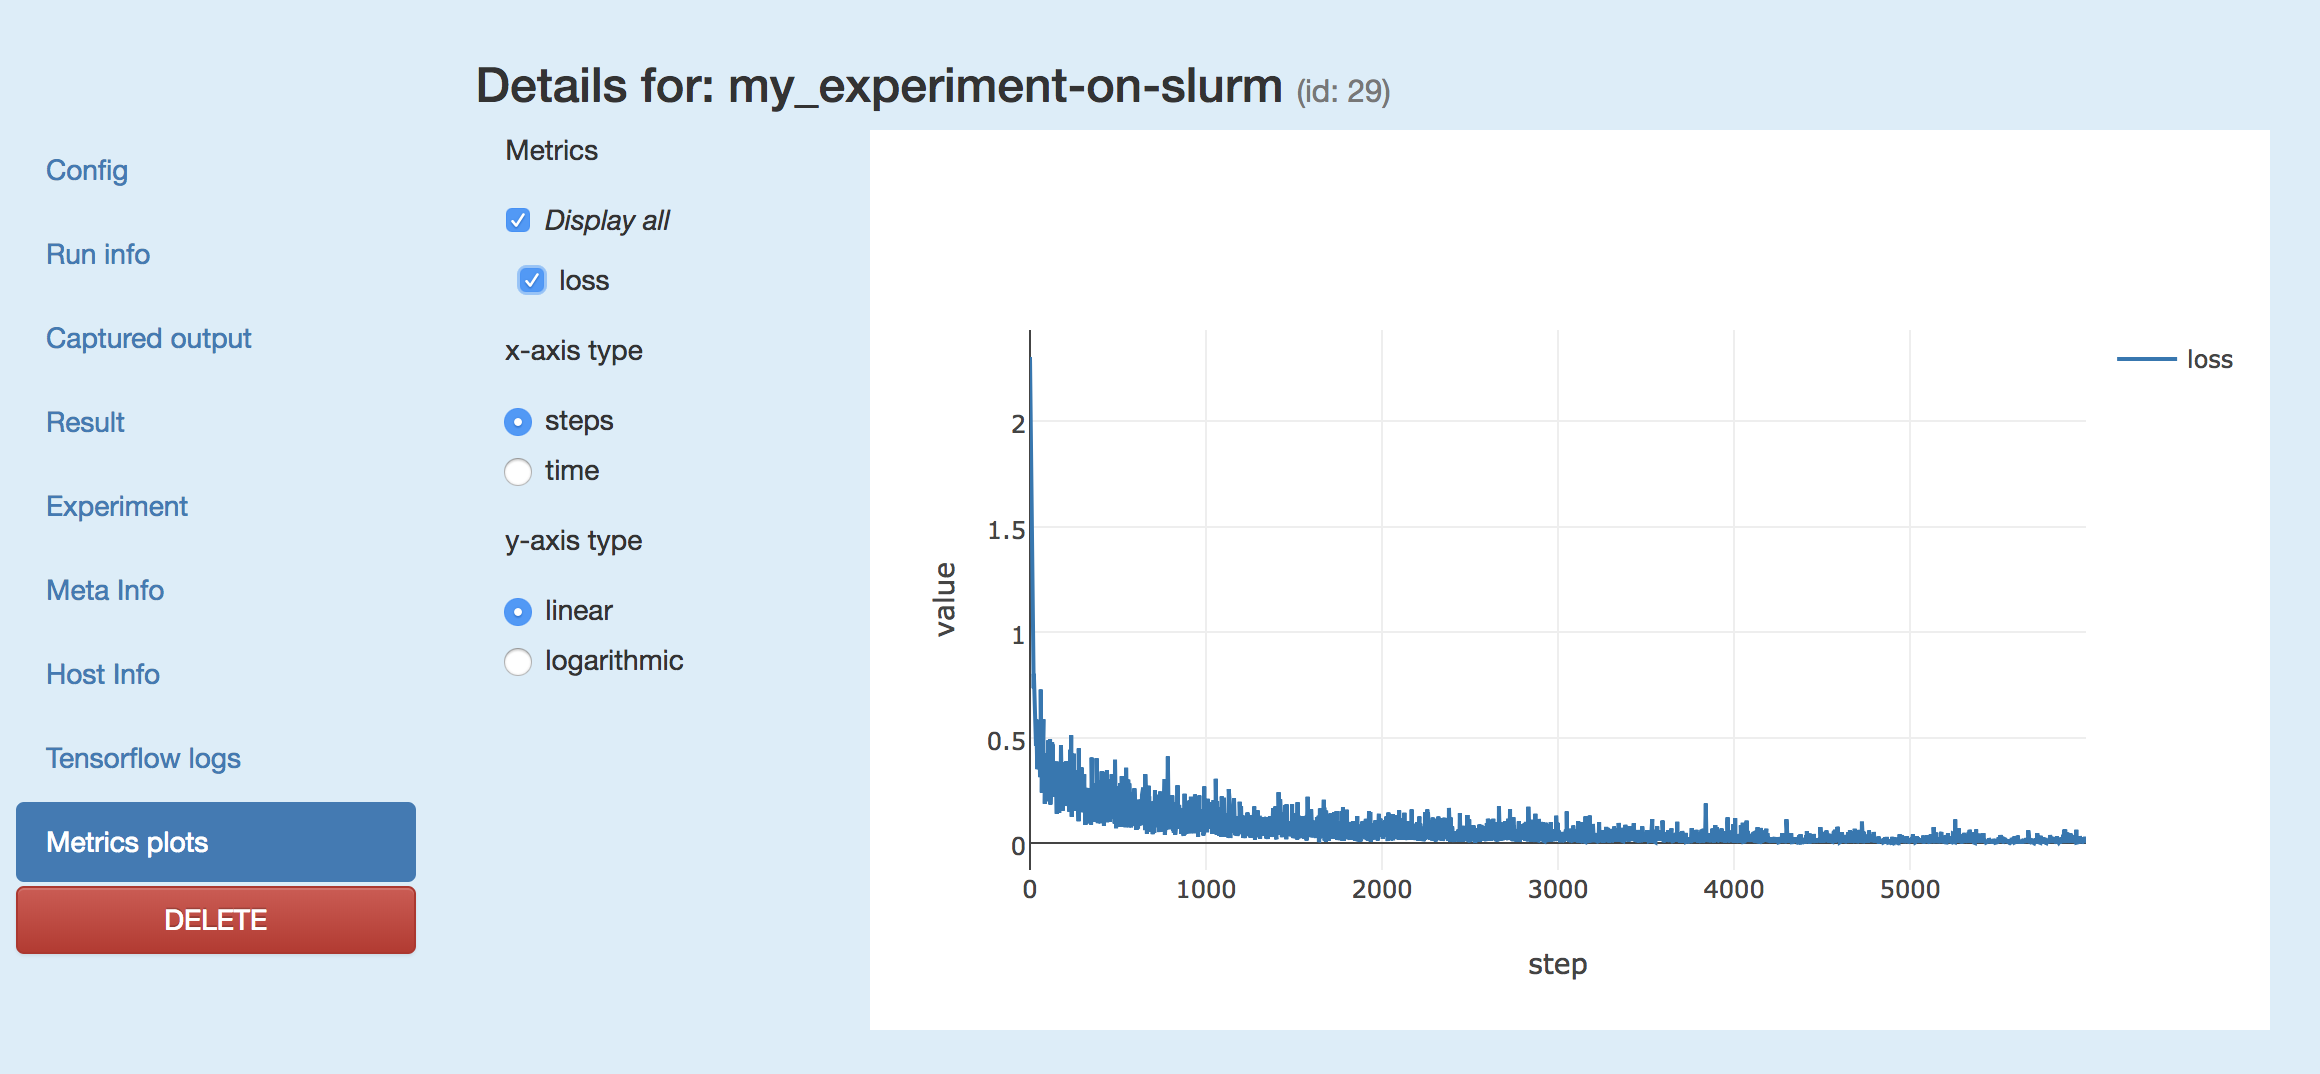 Details for: my_experiment-on-slurm (id: 29)
Config
Run info
Captured output
Result
Experiment
Meta Info
Host Info
Tensorflow logs
Metrics plots
DELETE
Metrics
Display all
loss
x-axis type
steps
time
y-axis type
linear
logarithmic
loss
value
2
1.5
1
0.5
0
0 1000 2000 3000 4000 5000
step